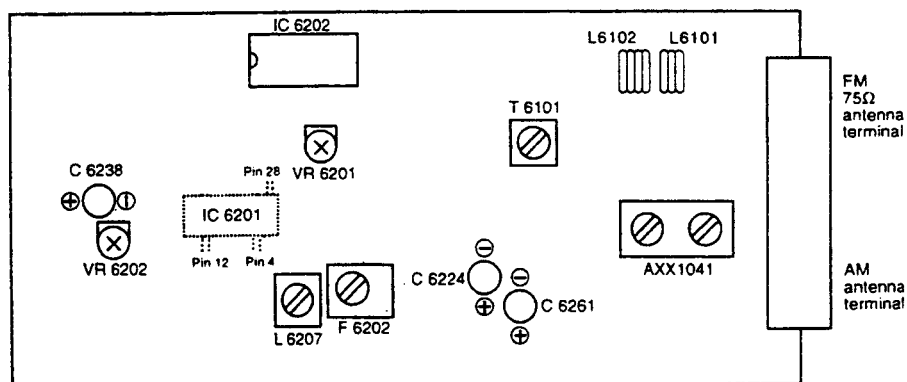 IC 6202
L6102
L6101
FM
75Ω
antenna
terminal
T 6101
VR 6201
Pin 28
C 6238
IC 6201
VR 6202
Pin 12
Pin 4
AXX1041
AM
antenna
terminal
C 6224
C 6261
L 6207
F 6202